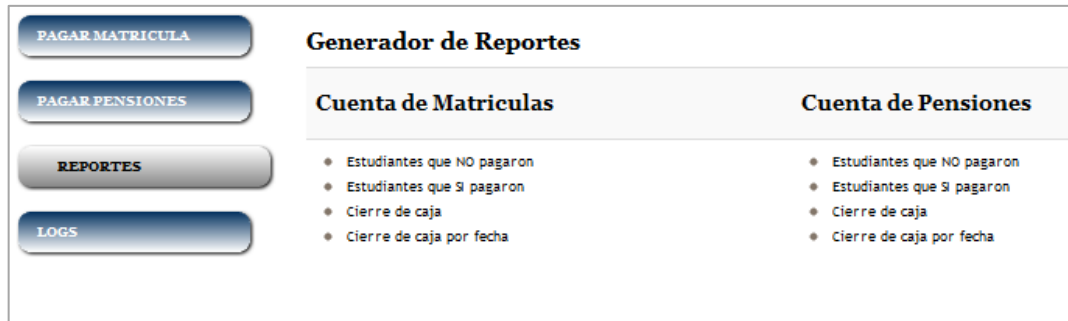 PAGAR MATRICULA
PAGAR PENSIONES
REPORTES
LOGS
Generador de Reportes
Cuenta de Matriculas
Estudiantes que NO pagaron
Estudiantes que SI pagaron
Cierre de caja
Cierre de caja por fecha
Cuenta de Pensiones
Estudiantes que NO pagaron
Estudiantes que SI pagaron
Cierre de caja
Cierre de caja por fecha